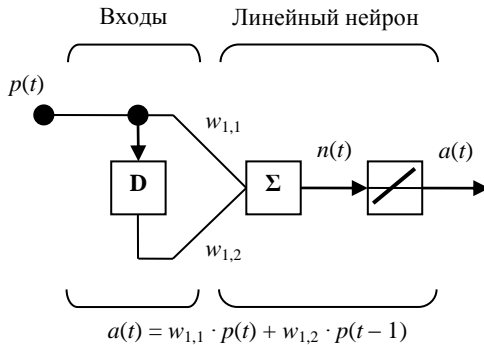 Входы Линейный нейрон
p(t)
w₁,₁ n(t) a(t)
D Σ
w₁,₂
a(t) = w₁,₁ · p(t) + w₁,₂ · p(t − 1)